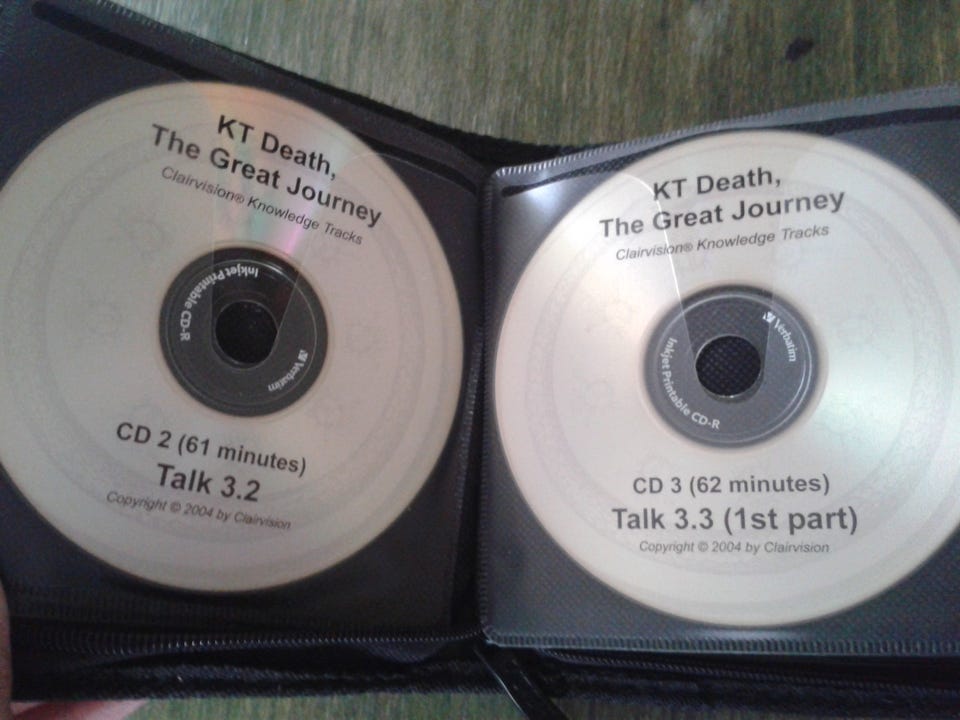 KT Death,
The Great Journey
Clairvision® Knowledge Tracks
Inkjet Printable CD-R
Verbatim
CD 2 (61 minutes)
Talk 3.2
Copyright © 2004 by Clairvision
KT Death,
The Great Journey
Clairvision® Knowledge Tracks
Verbatim
Inkjet Printable CD-R
CD 3 (62 minutes)
Talk 3.3 (1st part)
Copyright © 2004 by Clairvision